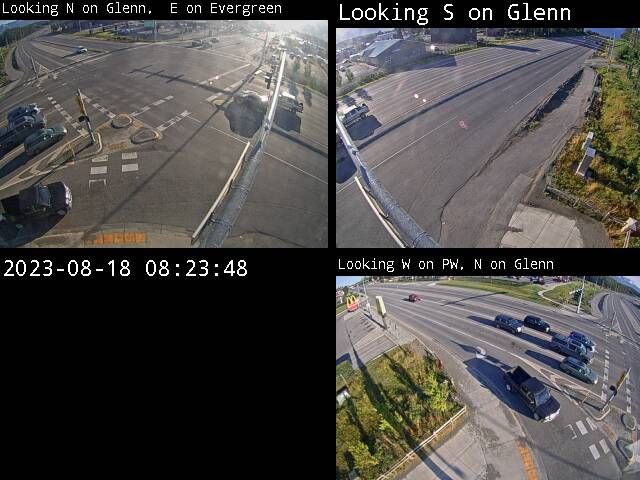 Looking N on Glenn, E on Evergreen
Looking S on Glenn
2023-08-18 08:23:48
Looking W on PW, N on Glenn